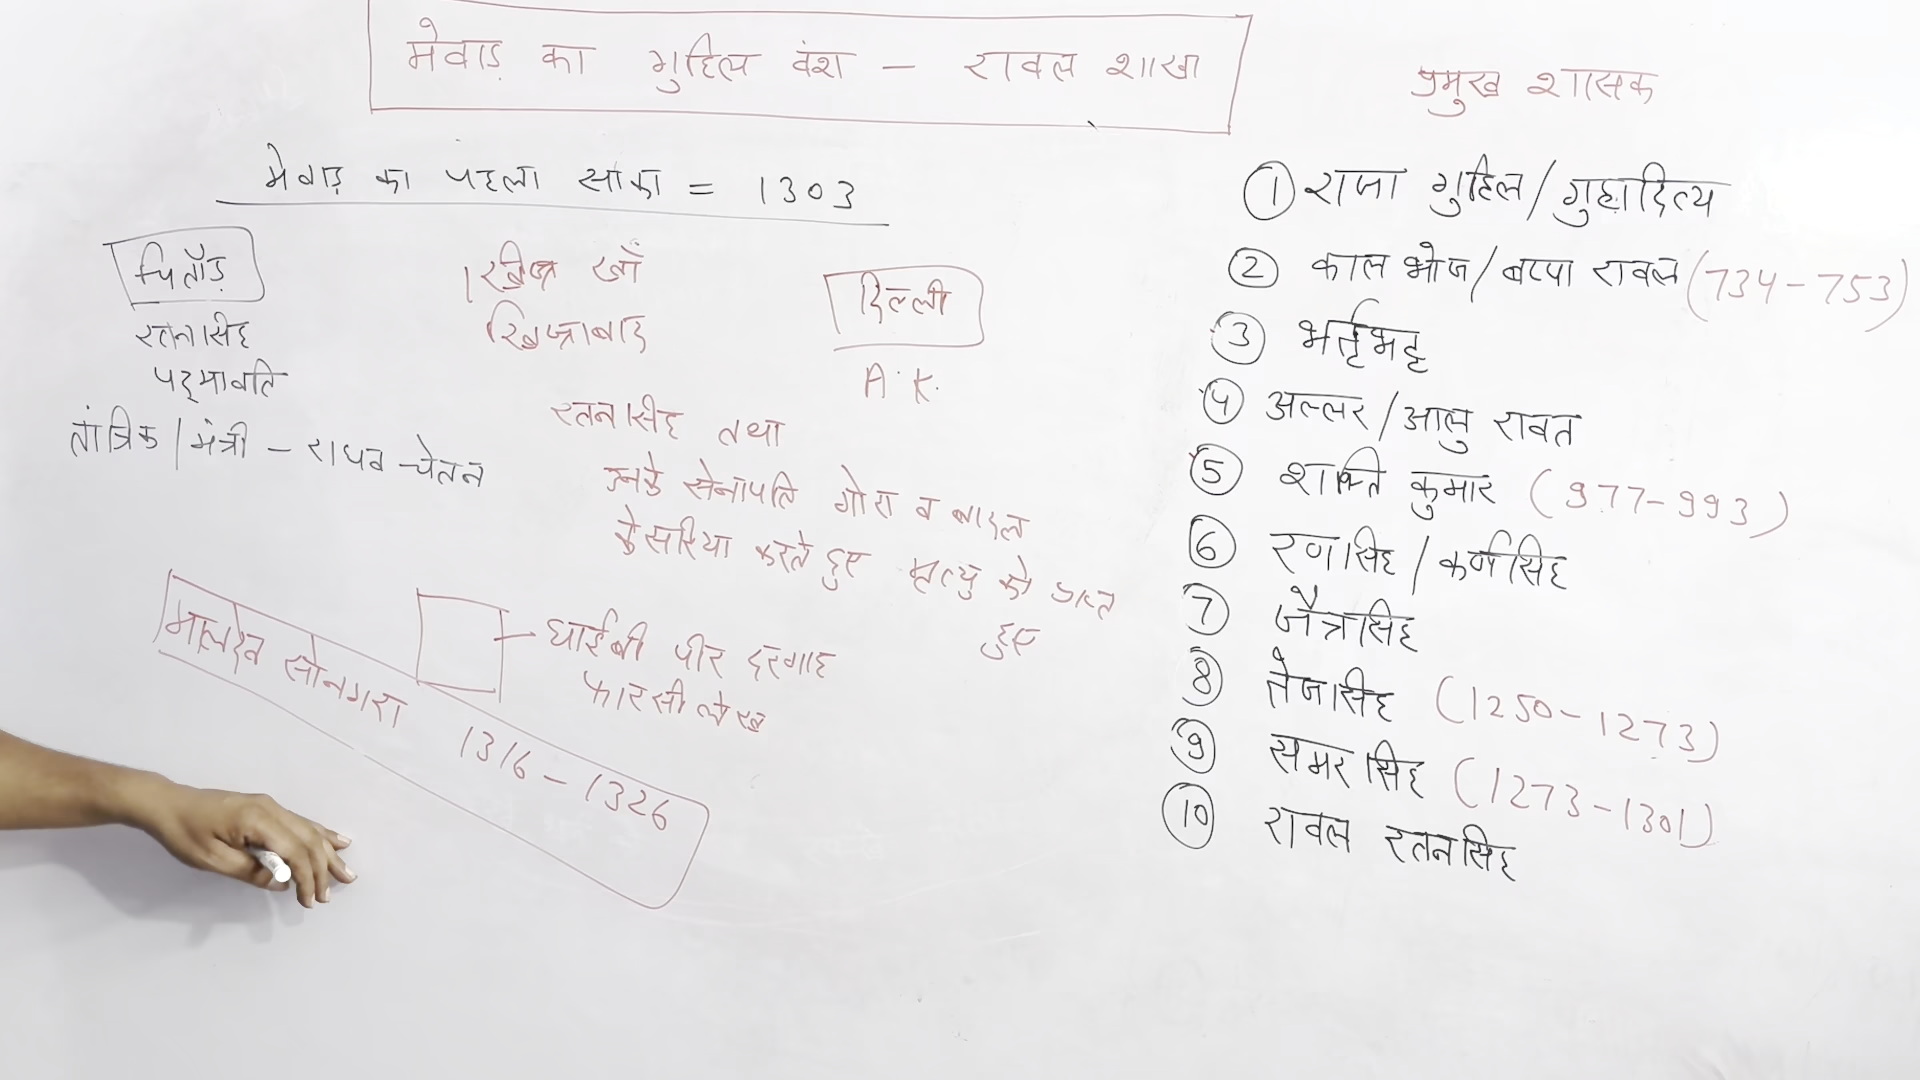 मेवाड़ का गुहिल वंश – रावल शाखा
मेवाड़ का पहला साका = 1303
चितौड़
रतनसिंह
पद्मावति
तांत्रिक / मंत्री – राघव चेतन
खिज्र खाँ
खिज्राबाद
दिल्ली
A. K.
रतनसिंह तथा
उनके सेनापति गोरा व बादल
केसरिया करते हुए मृत्यु को प्राप्त
हुए
घाईबी पीर दरगाह
फारसी लेख
मालदेव सोनगरा 1316 – 1326
प्रमुख शासक
① राजा गुहिल / गुहादित्य
② काल भोज / बप्पा रावल (734 – 753)
③ भर्तृभट्ट
④ अल्लर / आलु रावत
⑤ शक्ति कुमार (977-993)
⑥ रणसिंह / कर्णसिंह
⑦ जैत्रसिंह
⑧ तेजसिंह (1250 – 1273)
⑨ समरसिंह (1273 – 1301)
⑩ रावल रतनसिंह